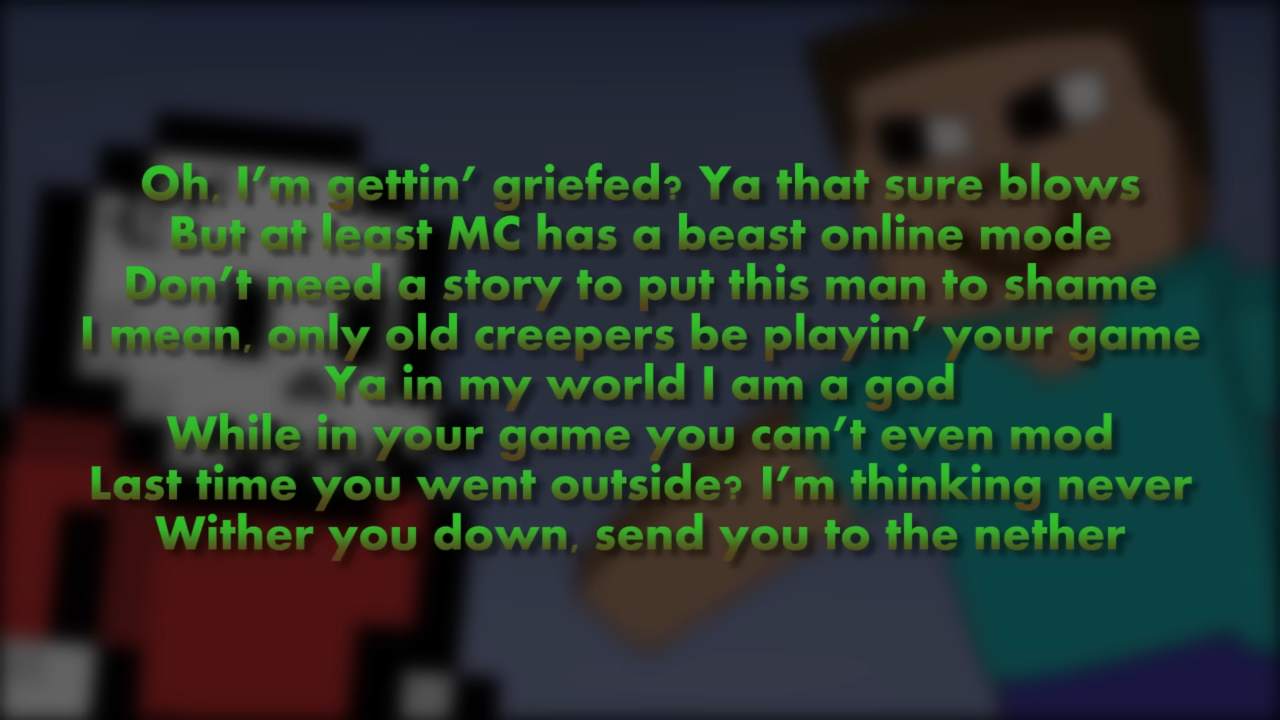 Oh, I'm gettin' griefed? Ya that sure blows
But at least MC has a beast online mode
Don't need a story to put this man to shame
I mean, only old creepers be playin' your game
Ya in my world I am a god
While in your game you can't even mod
Last time you went outside? I'm thinking never
Wither you down, send you to the nether